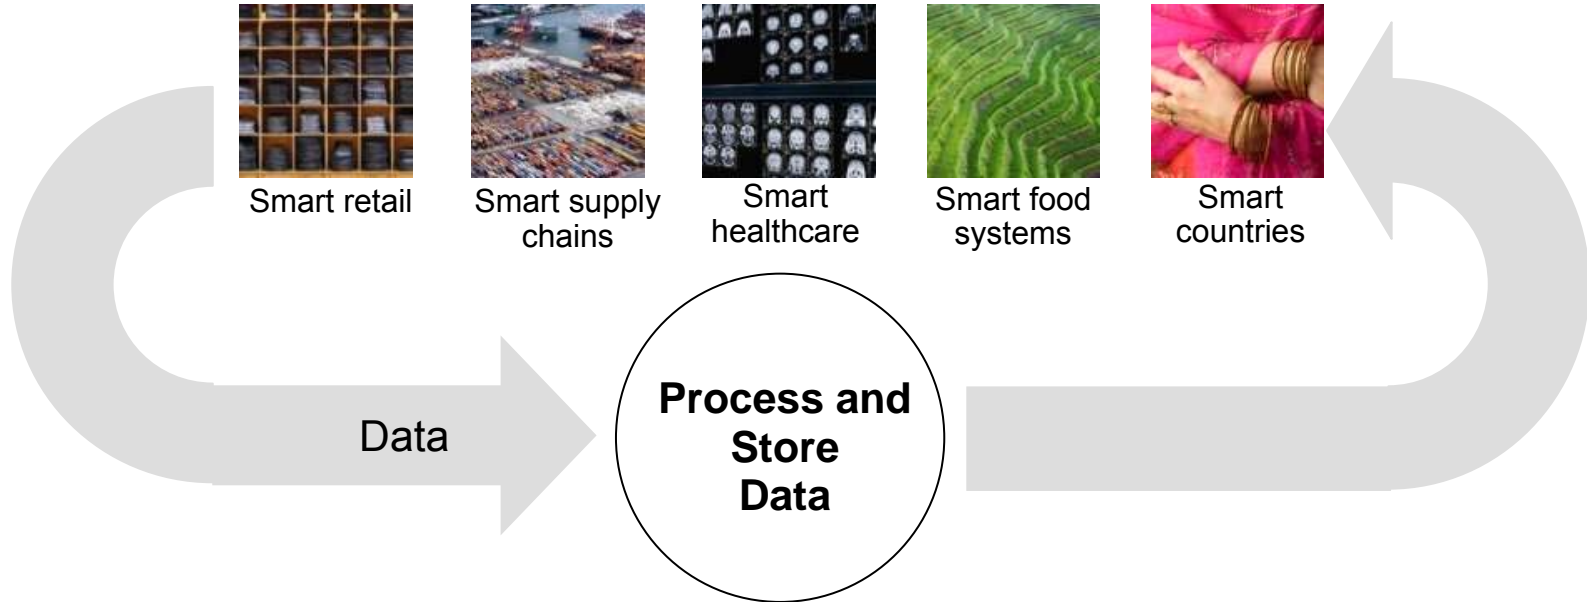 Smart retail
Smart supply
chains
Smart
healthcare
Smart food
systems
Smart
countries
Data
Process and
Store
Data